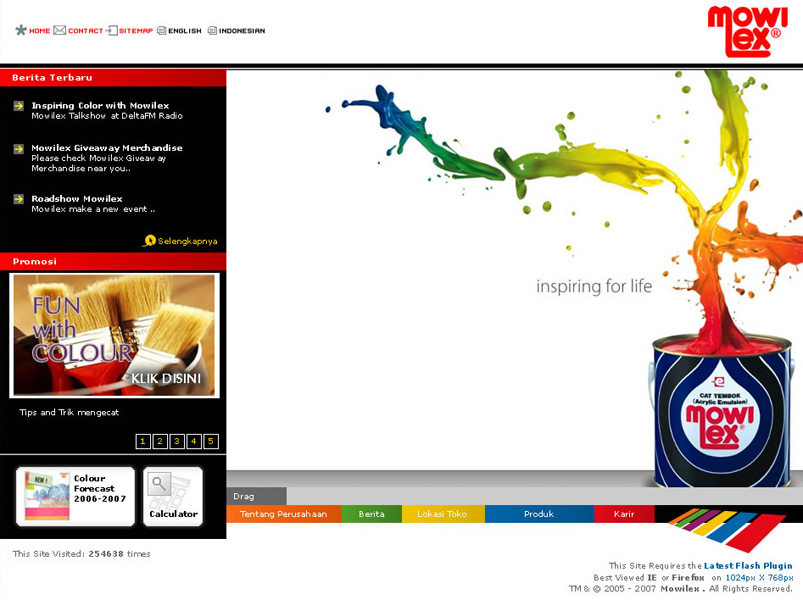 HOME CONTACT SITEMAP ENGLISH INDONESIAN
MOWI
LEX®
Berita Terbaru
Inspiring Color with Mowilex
Mowilex Talkshow at DeltaFM Radio
Mowilex Giveaway Merchandise
Please check Mowilex Giveaway
Merchandise near you..
Roadshow Mowilex
Mowilex make a new event ..
Selengkapnya
Promosi
FUN
with
COLOUR
KLIK DISINI
Tips and Trik mengecat
1 2 3 4 5
NEW !
Colour
Forecast
2006-2007
Calculator
inspiring for life
CAT TEMBOK
(Acrylic Emulsion)
MOWI
LEX
Drag
Tentang Perusahaan Berita Lokasi Toko Produk Karir
This Site Visited: 254638 times
This Site Requires the Latest Flash Plugin
Best Viewed IE or Firefox on 1024px X 768px
TM & © 2005 - 2007 Mowilex . All Rights Reserved.